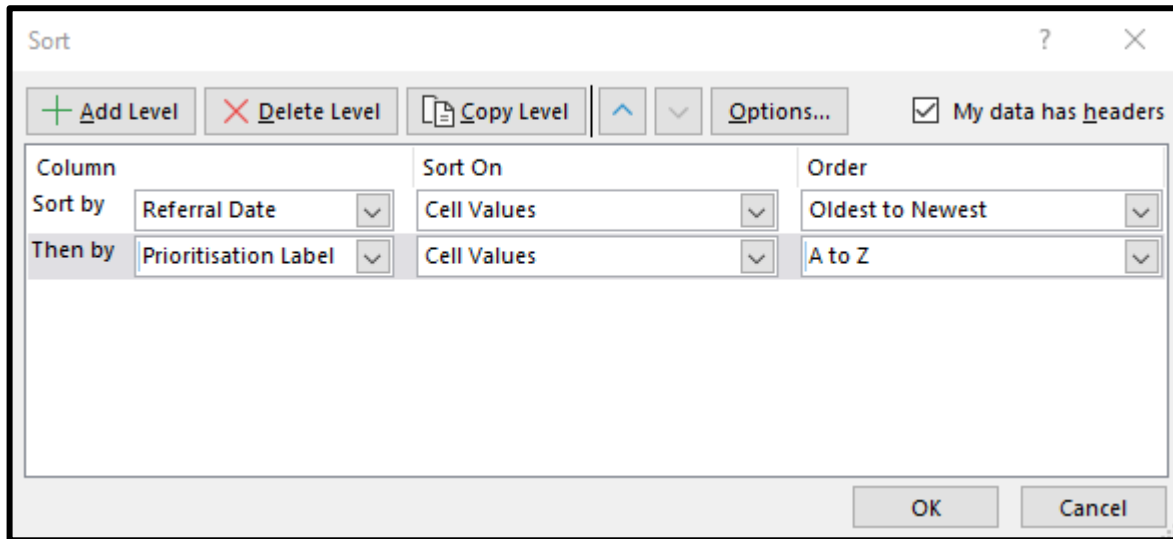 Sort ?
Add Level Delete Level Copy Level Options... My data has headers
Column Sort On Order
Sort by Referral Date Cell Values Oldest to Newest
Then by Prioritisation Label Cell Values A to Z
OK Cancel